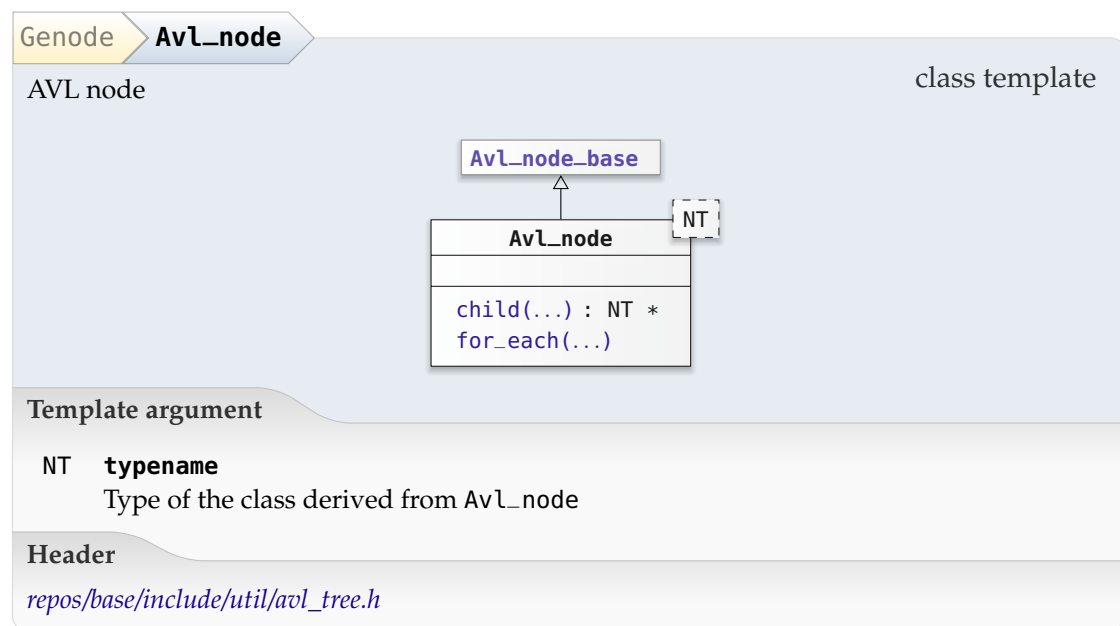 Genode Avl_node
class template
AVL node
Avl_node_base
NT
Avl_node
child(...) : NT *
for_each(...)
Template argument
NT typename
Type of the class derived from Avl_node
Header
repos/base/include/util/avl_tree.h